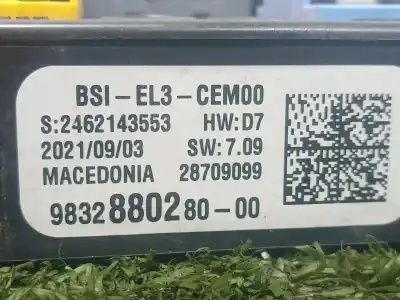 BSI-EL3-CEM00
S:2462143553 HW:D7
2021/09/03 SW:7.09
MACEDONIA 28709099
9832880280-00